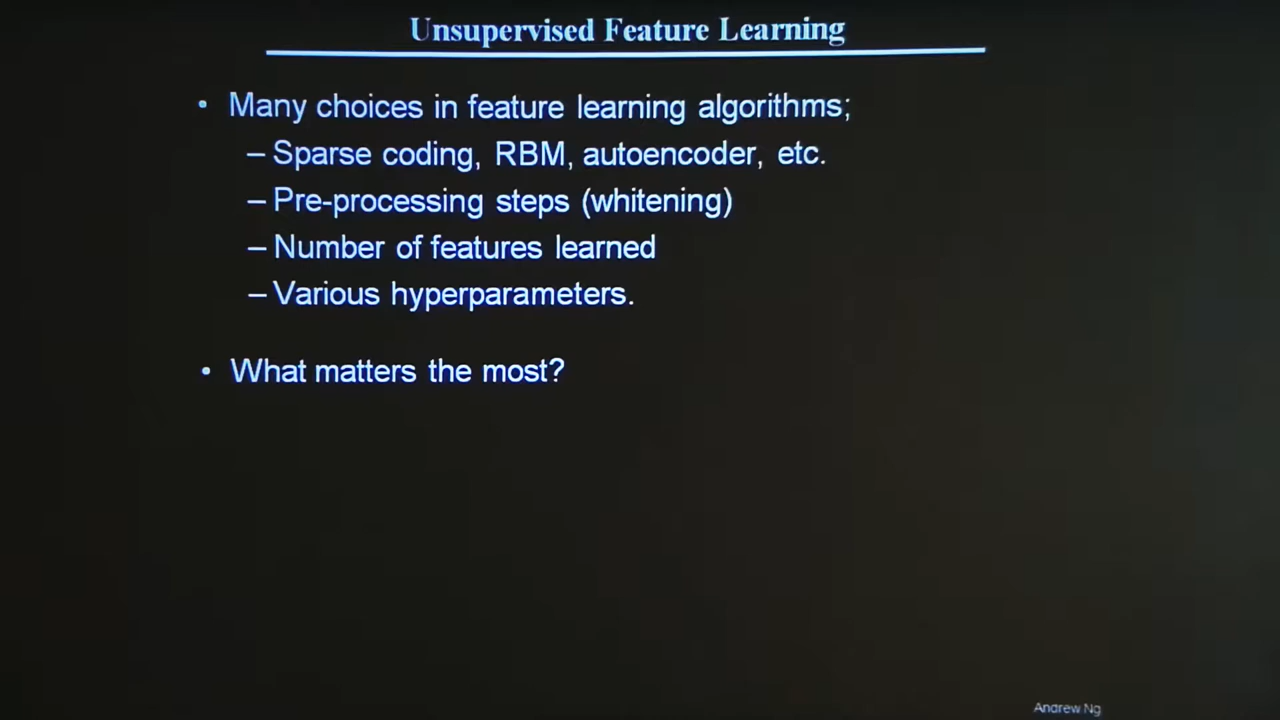 Unsupervised Feature Learning
• Many choices in feature learning algorithms;
– Sparse coding, RBM, autoencoder, etc.
– Pre-processing steps (whitening)
– Number of features learned
– Various hyperparameters.
• What matters the most?
Andrew Ng